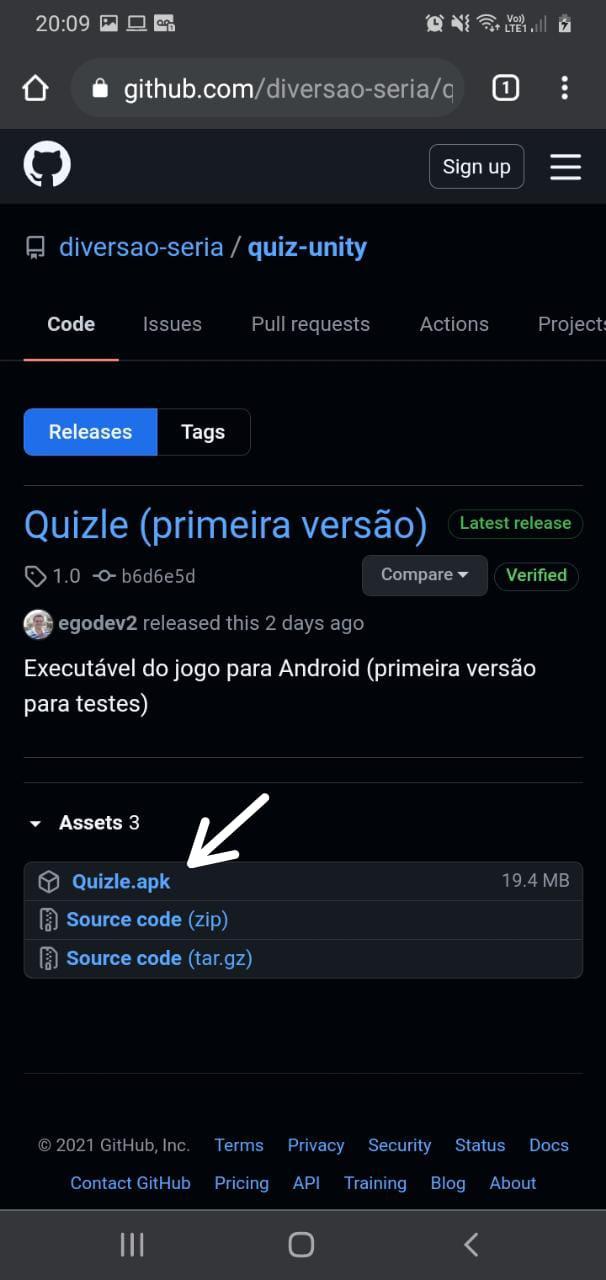 20:09 Vo)) LTE1
github.com/diversao-seria/q 1
Sign up
diversao-seria / quiz-unity
Code Issues Pull requests Actions Projects
Releases Tags
Quizle (primeira versão) Latest release
1.0 b6d6e5d Compare Verified
egodev2 released this 2 days ago
Executável do jogo para Android (primeira versão
para testes)
Assets 3
Quizle.apk 19.4 MB
Source code (zip)
Source code (tar.gz)
© 2021 GitHub, Inc. Terms Privacy Security Status Docs
Contact GitHub Pricing API Training Blog About